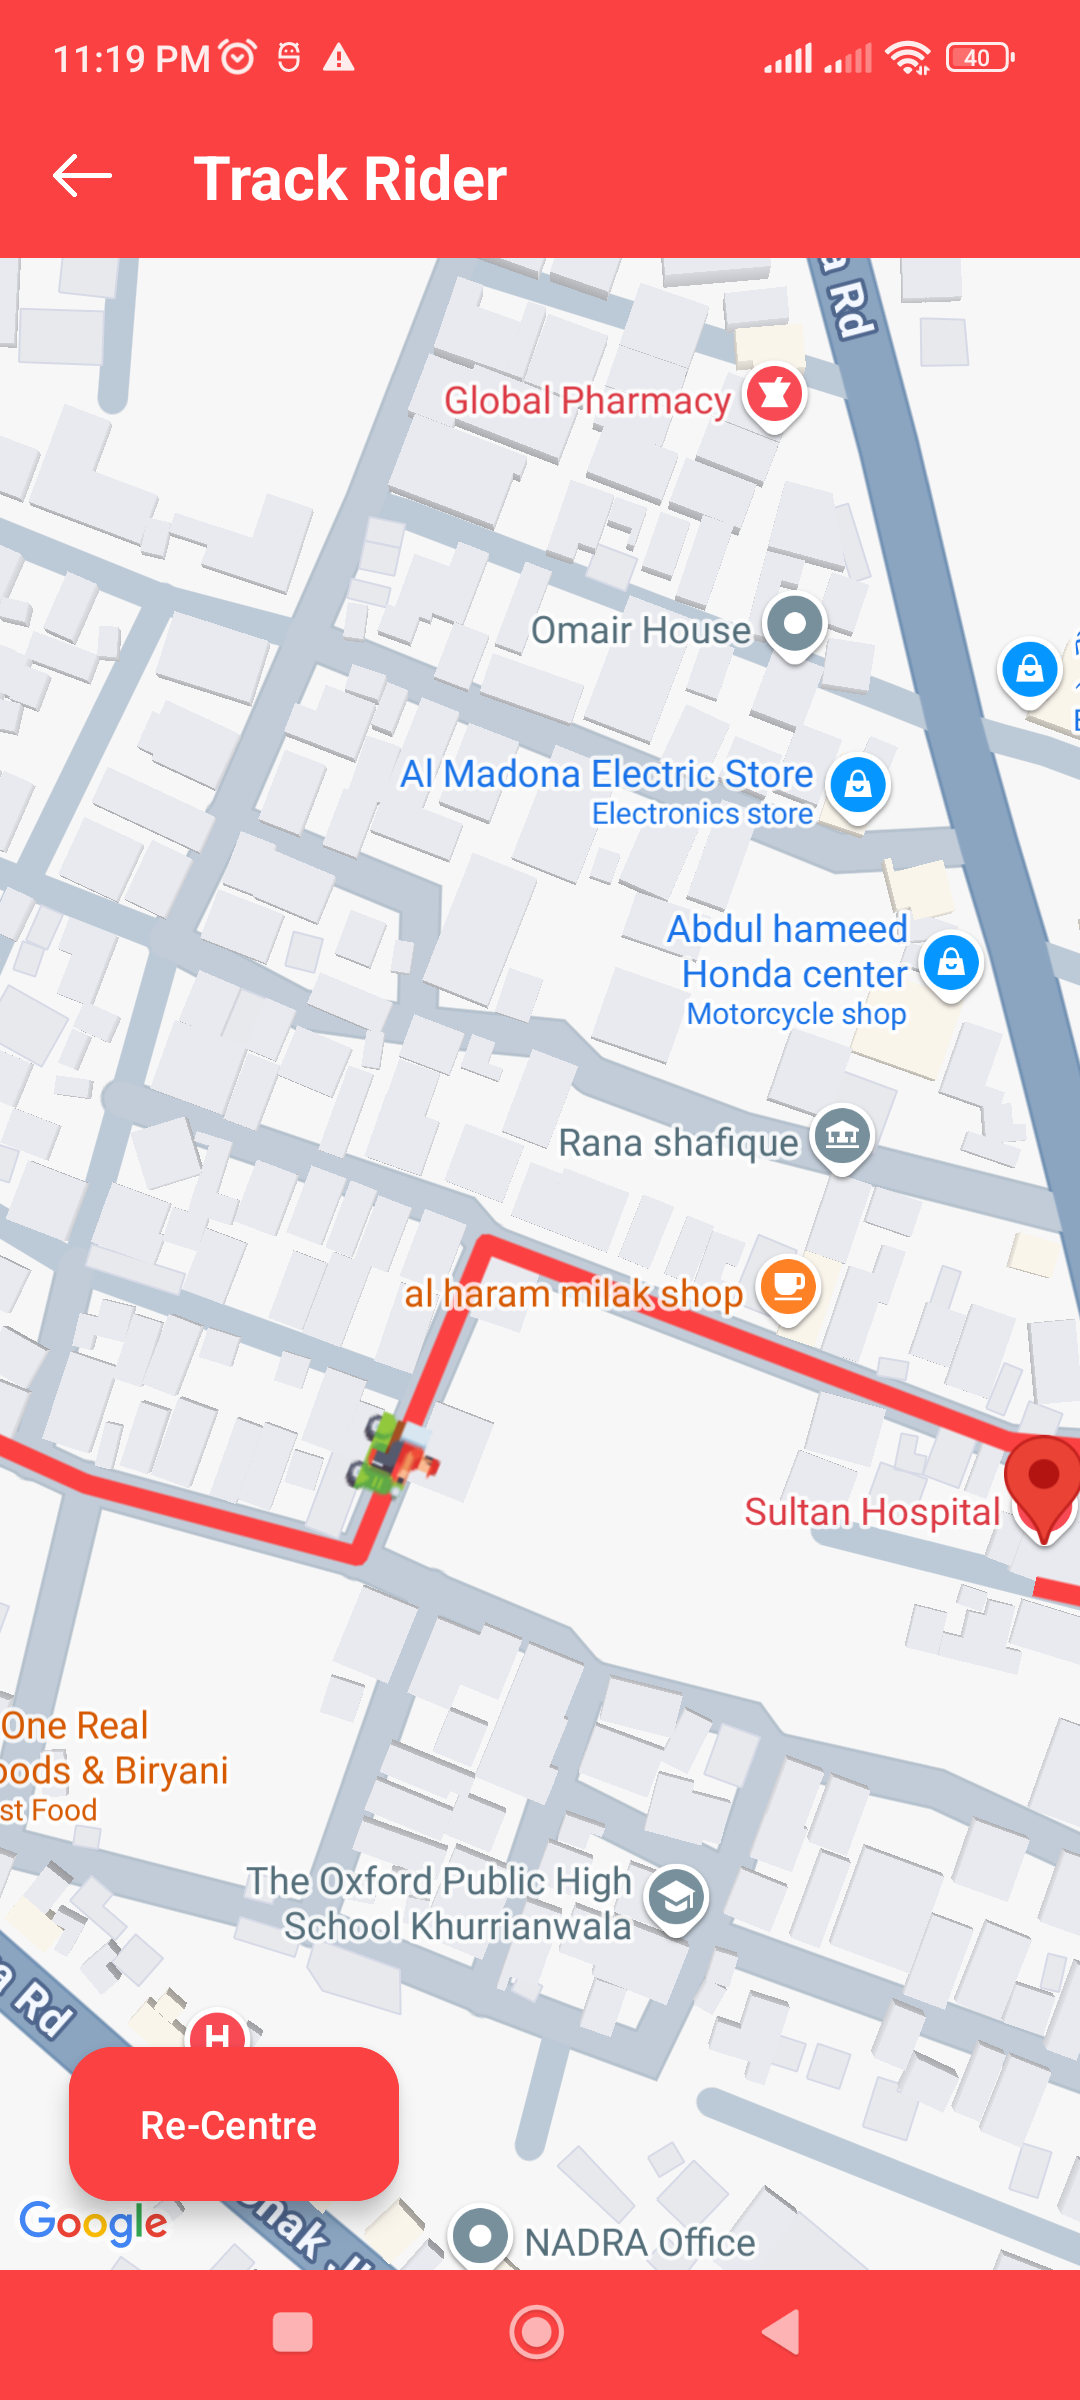 11:19 PM
40
Track Rider
a Rd
Global Pharmacy
Omair House
Al Madona Electric Store
Electronics store
Abdul hameed
Honda center
Motorcycle shop
Rana shafique
al haram milak shop
Sultan Hospital
One Real
oods & Biryani
st Food
The Oxford Public High
School Khurrianwala
a Rd
H
Re-Centre
Google
NADRA Office